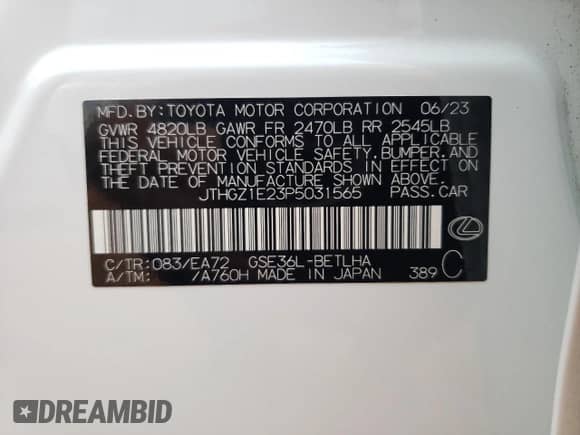 MFD.BY:TOYOTA MOTOR CORPORATION 06/23
GVWR 4820LB GAWR FR 2470LB RR 2545LB
THIS VEHICLE CONFORMS TO ALL APPLICABLE
FEDERAL MOTOR VEHICLE SAFETY,BUMPER,AND
THEFT PREVENTION STANDARDS IN EFFECT ON
THE DATE OF MANUFACTURE SHOWN ABOVE.
JTHGZ1E23P5031565 PASS.CAR
C/TR:083/EA72 GSE36L-BETLHA
A/TM: /A760H MADE IN JAPAN 389 C
DREAMBID